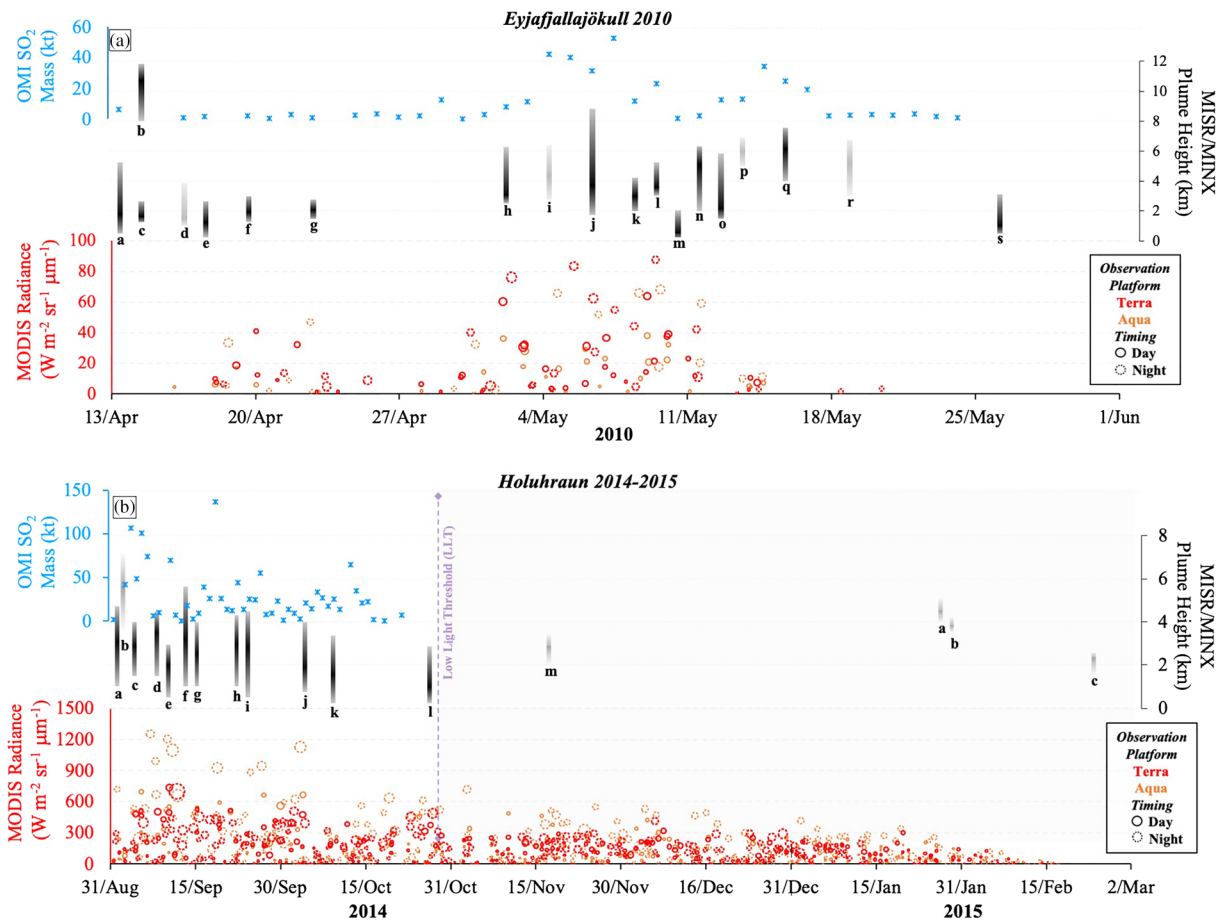 Eyjafjallajökull 2010
(a)
OMI SO2
Mass (kt)
60
40
20
0
12
10
8
6
4
2
0
MISR/MINX
Plume Height (km)
a
b
c
d
e
f
g
h
i
j
k
l
m
n
o
p
q
r
s
MODIS Radiance
(W m-2 sr-1 μm-1)
100
80
60
40
20
0
Observation
Platform
Terra
Aqua
Timing
Day
Night
13/Apr
20/Apr
27/Apr
4/May
11/May
18/May
25/May
1/Jun
2010
Holuhraun 2014-2015
(b)
OMI SO2
Mass (kt)
150
100
50
0
Low Light Threshold (LLT)
8
6
4
2
0
MISR/MINX
Plume Height (km)
a
b
c
d
e
f
g
h
i
j
k
l
m
a
b
c
MODIS Radiance
(W m-2 sr-1 μm-1)
1500
1200
900
600
300
0
Observation
Platform
Terra
Aqua
Timing
Day
Night
31/Aug
15/Sep
30/Sep
15/Oct
31/Oct
15/Nov
30/Nov
16/Dec
31/Dec
15/Jan
31/Jan
15/Feb
2/Mar
2014
2015